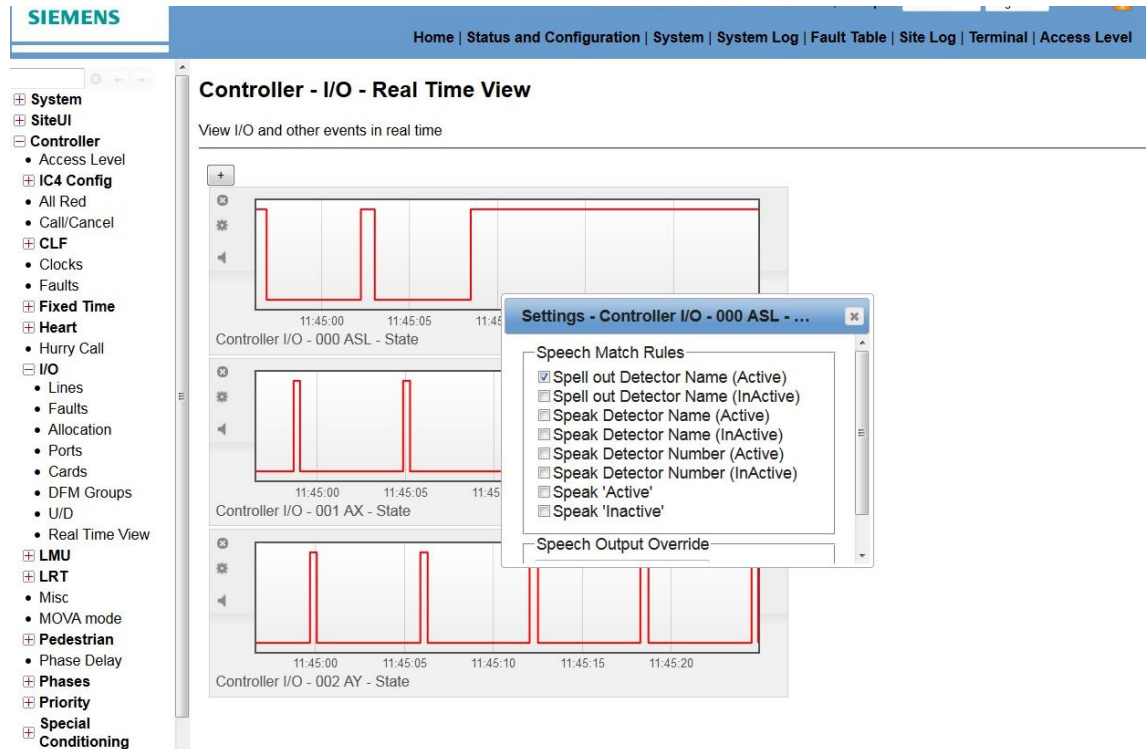 SIEMENS
Home | Status and Configuration | System | System Log | Fault Table | Site Log | Terminal | Access Level
System
SiteUI
Controller
Access Level
IC4 Config
All Red
Call/Cancel
CLF
Clocks
Faults
Fixed Time
Heart
Hurry Call
I/O
Lines
Faults
Allocation
Ports
Cards
DFM Groups
U/D
Real Time View
LMU
LRT
Misc
MOVA mode
Pedestrian
Phase Delay
Phases
Priority
Special
Conditioning
Controller - I/O - Real Time View
View I/O and other events in real time
+
11:45:00 11:45:05 11:45
Controller I/O - 000 ASL - State
11:45:00 11:45:05 11:45
Controller I/O - 001 AX - State
11:45:00 11:45:05 11:45:10 11:45:15 11:45:20
Controller I/O - 002 AY - State
Settings - Controller I/O - 000 ASL - ...
Speech Match Rules
Spell out Detector Name (Active)
Spell out Detector Name (InActive)
Speak Detector Name (Active)
Speak Detector Name (InActive)
Speak Detector Number (Active)
Speak Detector Number (InActive)
Speak 'Active'
Speak 'Inactive'
Speech Output Override